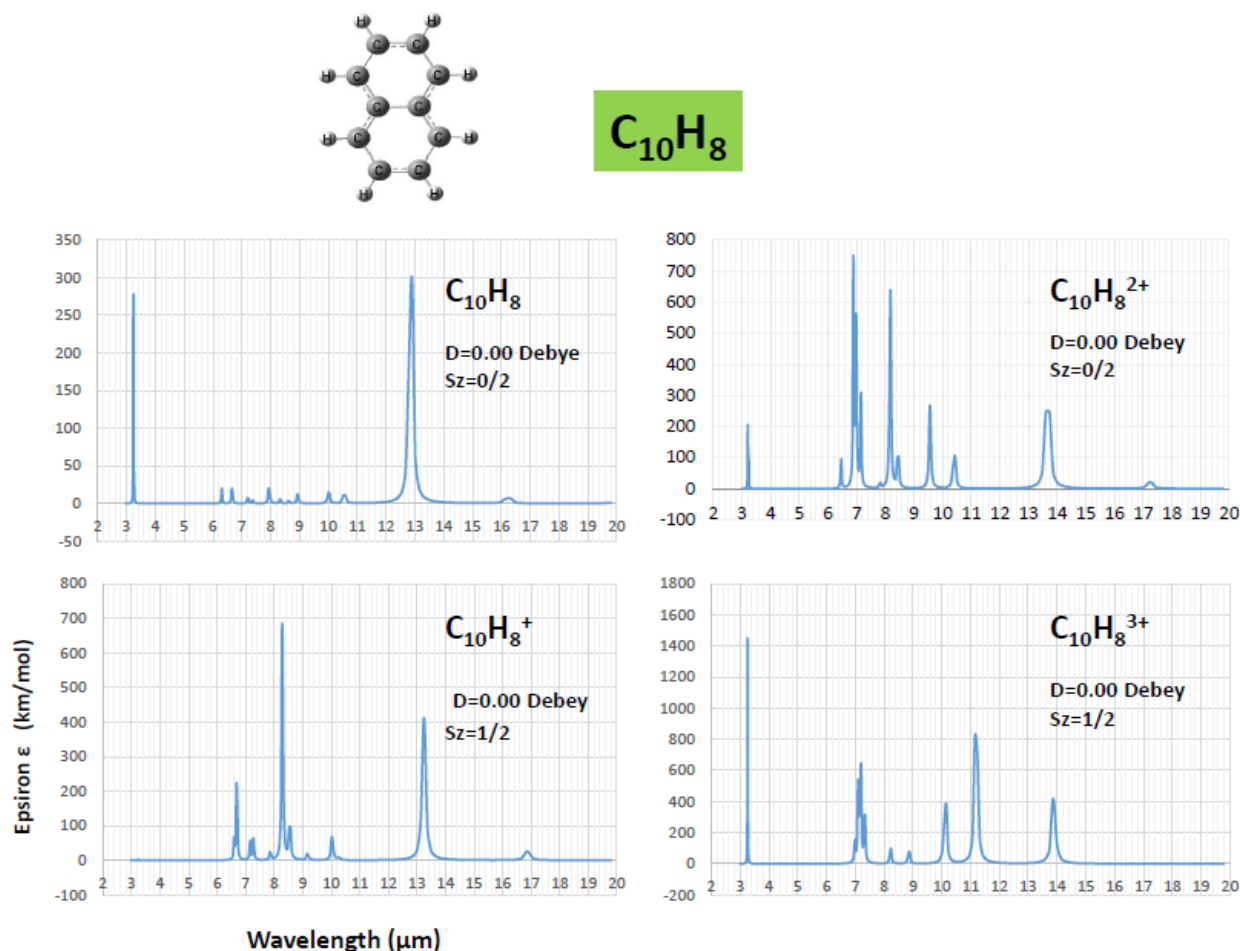 H H
C C
H C C H
C C
H C C H
C C
H H
C₁₀H₈
350
300
250
200
150
100
50
0
-50
2 3 4 5 6 7 8 9 10 11 12 13 14 15 16 17 18 19 20
C₁₀H₈
D=0.00 Debye
Sz=0/2
800
700
600
500
400
300
200
100
0
-100
2 3 4 5 6 7 8 9 10 11 12 13 14 15 16 17 18 19 20
C₁₀H₈²⁺
D=0.00 Debey
Sz=0/2
Epsiron ε (km/mol)
800
700
600
500
400
300
200
100
0
-100
2 3 4 5 6 7 8 9 10 11 12 13 14 15 16 17 18 19 20
C₁₀H₈⁺
D=0.00 Debey
Sz=1/2
1800
1600
1400
1200
1000
800
600
400
200
0
-200
2 3 4 5 6 7 8 9 10 11 12 13 14 15 16 17 18 19 20
C₁₀H₈³⁺
D=0.00 Debey
Sz=1/2
Wavelength (μm)